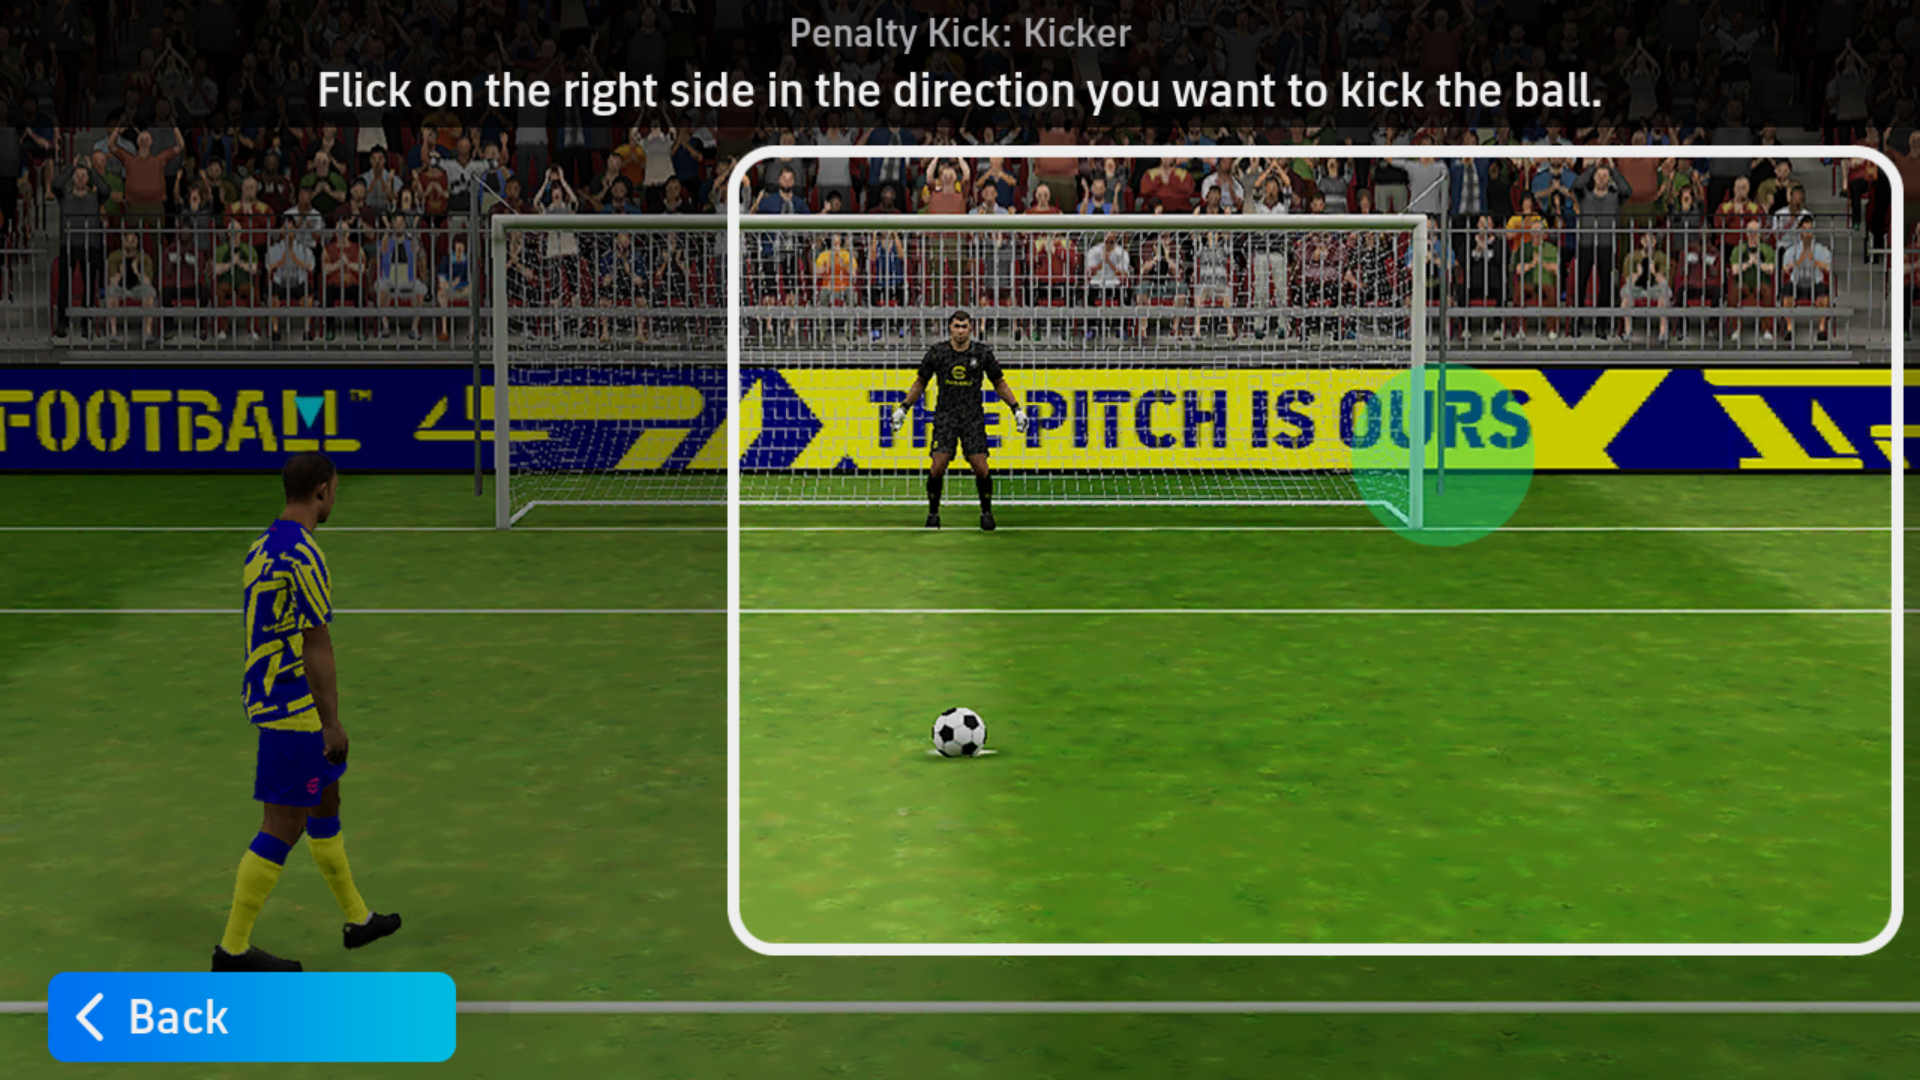 Penalty Kick: Kicker
Flick on the right side in the direction you want to kick the ball.
FOOTBALL™
THE PITCH IS OURS
Back